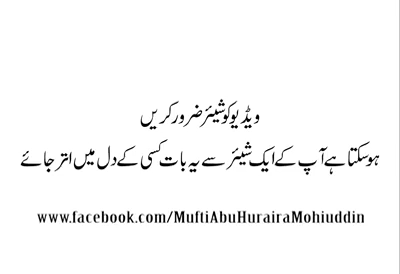 ویڈیو کو شیئر ضرور کریں
ہو سکتا ہے آپ کے ایک شیئر سے یہ بات کسی کے دل میں اتر جائے
www.facebook.com/MuftiAbuHurairaMohiuddin